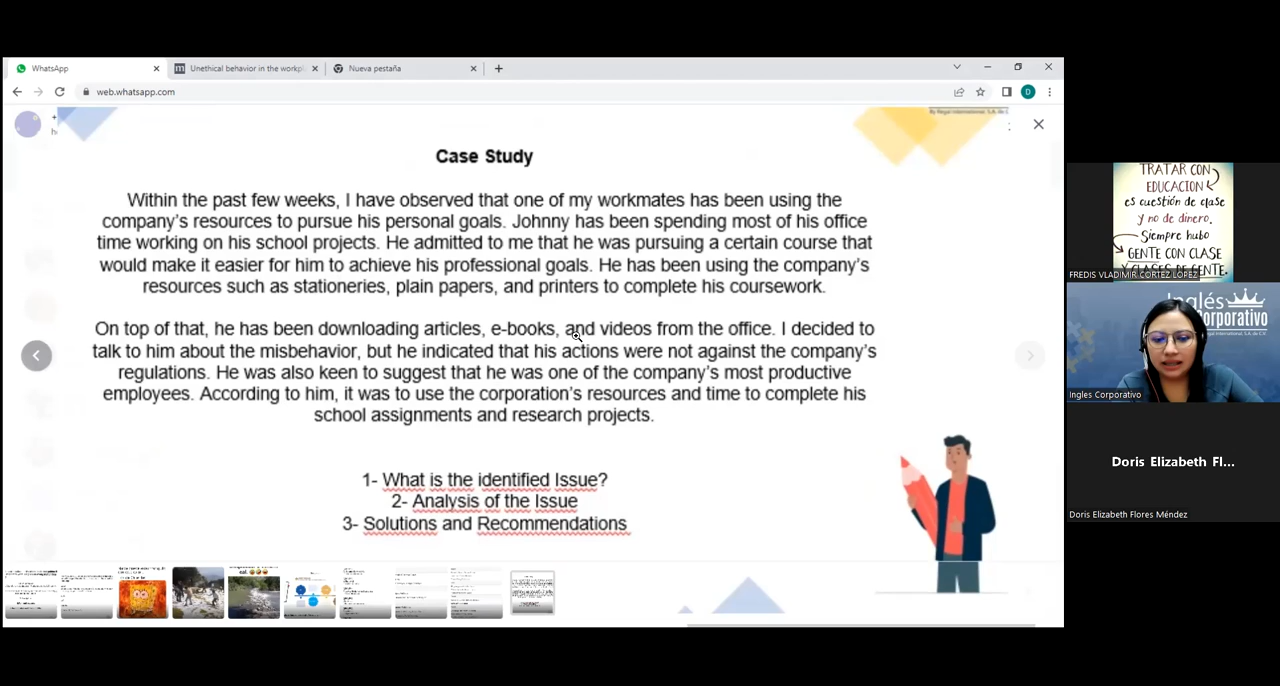 WhatsApp
Unethical behavior in the workpl
Nueva pestaña
web.whatsapp.com
D
Case Study
Within the past few weeks, I have observed that one of my workmates has been using the
company's resources to pursue his personal goals. Johnny has been spending most of his office
time working on his school projects. He admitted to me that he was pursuing a certain course that
would make it easier for him to achieve his professional goals. He has been using the company's
resources such as stationeries, plain papers, and printers to complete his coursework.
On top of that, he has been downloading articles, e-books, and videos from the office. I decided to
talk to him about the misbehavior, but he indicated that his actions were not against the company's
regulations. He was also keen to suggest that he was one of the company's most productive
employees. According to him, it was to use the corporation's resources and time to complete his
school assignments and research projects.
1- What is the identified Issue?
2- Analysis of the Issue
3- Solutions and Recommendations
TRATAR CON
EDUCACION
es cuestión de clase
y no de dinero.
Siempre hubo
GENTE CON CLASE
Y CLASES DE GENTE.
FREDIS VLADIMIR CORTEZ LOPEZ
Inglés
Corporativo
Ingles Corporativo
Doris Elizabeth Fl...
Doris Elizabeth Flores Méndez